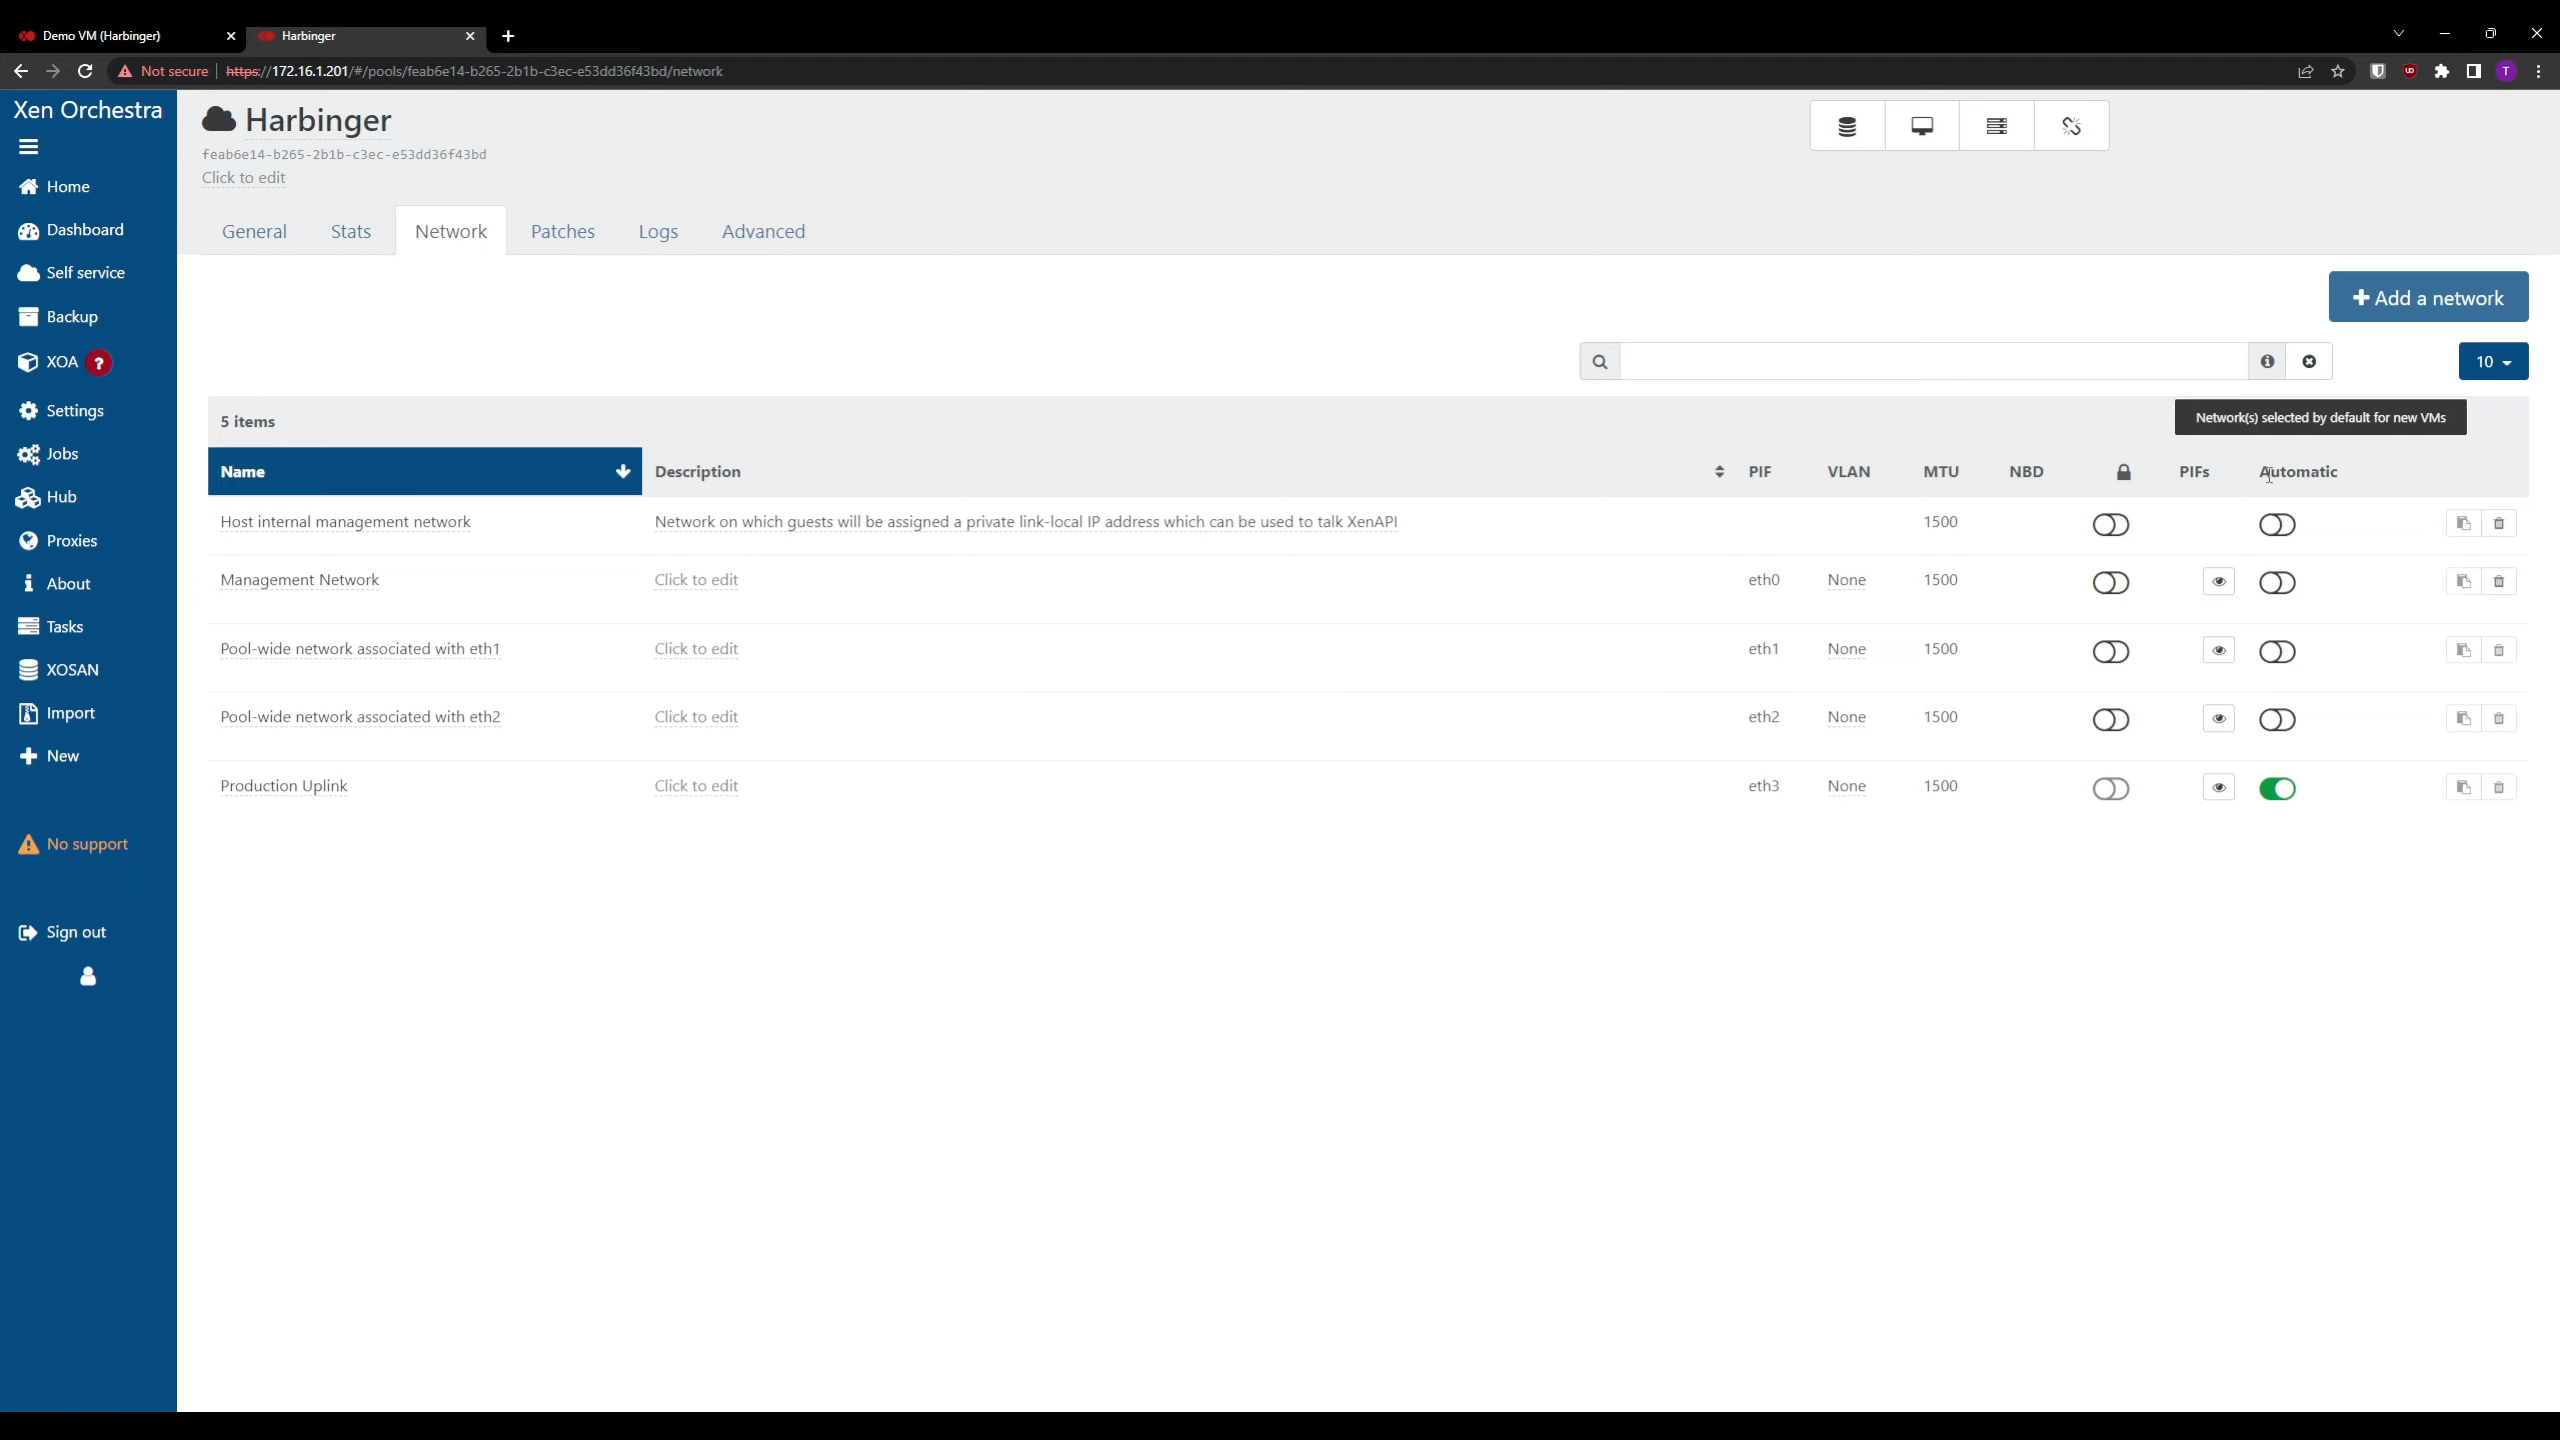 Demo VM (Harbinger)
Harbinger
Not secure
https://172.16.1.201/#/pools/feab6e14-b265-2b1b-c3ec-e53dd36f43bd/network
T
Xen Orchestra
Home
Dashboard
Self service
Backup
XOA ?
Settings
Jobs
Hub
Proxies
About
Tasks
XOSAN
Import
New
No support
Sign out
Harbinger
feab6e14-b265-2b1b-c3ec-e53dd36f43bd
Click to edit
General Stats Network Patches Logs Advanced
Add a network
10
5 items
Network(s) selected by default for new VMs
Name Description PIF VLAN MTU NBD PIFs Automatic
Host internal management network Network on which guests will be assigned a private link-local IP address which can be used to talk XenAPI 1500
Management Network Click to edit eth0 None 1500
Pool-wide network associated with eth1 Click to edit eth1 None 1500
Pool-wide network associated with eth2 Click to edit eth2 None 1500
Production Uplink Click to edit eth3 None 1500